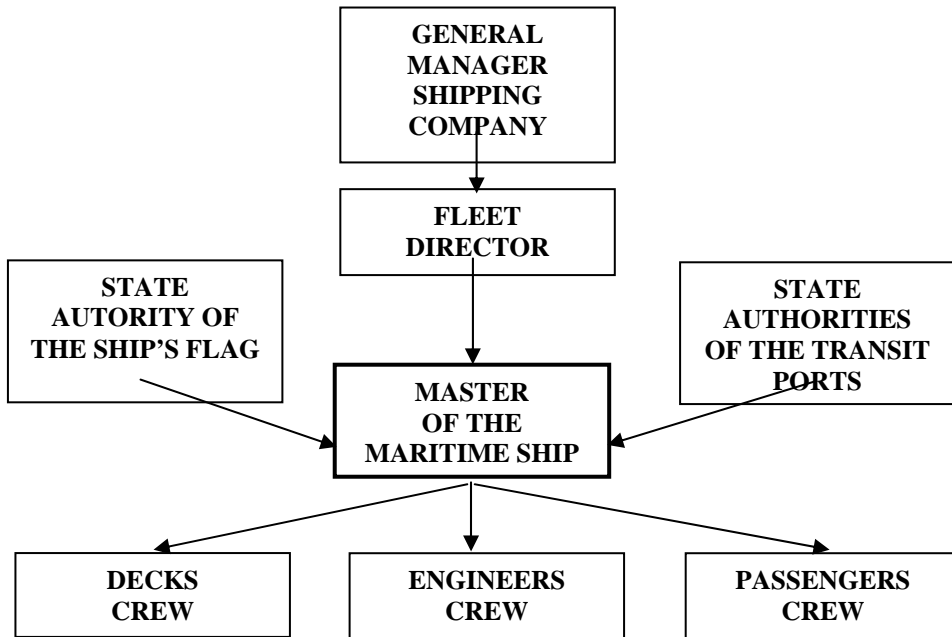 GENERAL
MANAGER
SHIPPING
COMPANY
FLEET
DIRECTOR
STATE
AUTORITY OF
THE SHIP’S FLAG
STATE
AUTHORITIES
OF THE TRANSIT
PORTS
MASTER
OF THE
MARITIME SHIP
DECKS
CREW
ENGINEERS
CREW
PASSENGERS
CREW